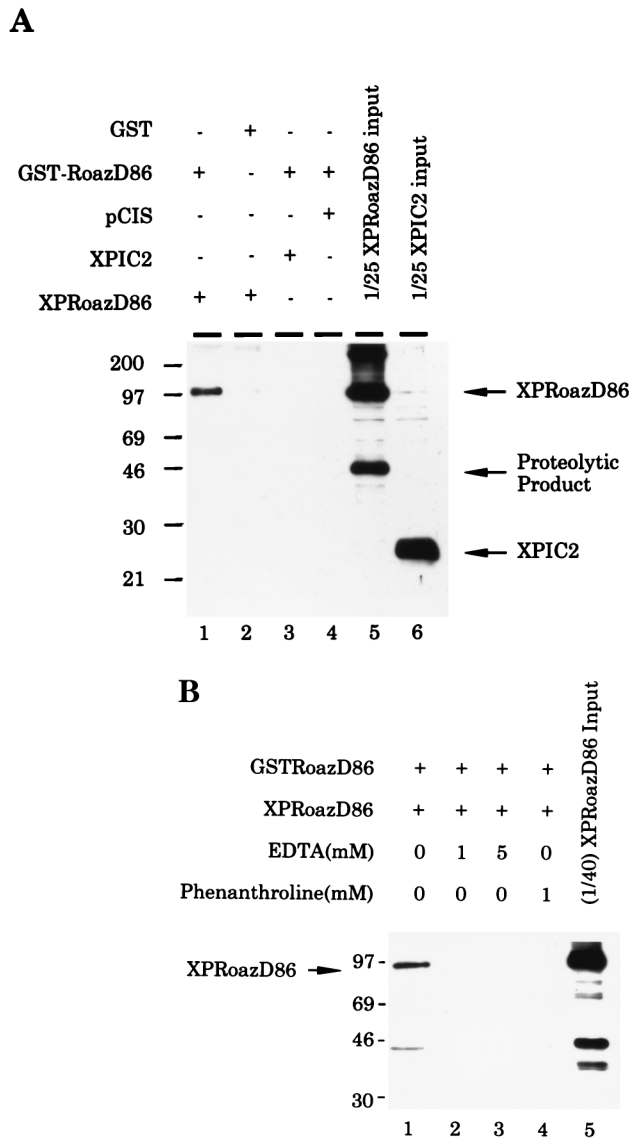 A
GST - + - -
GST-RoazD86 + - + +
pCIS - - - +
XPIC2 - - + -
XPRoazD86 + + - -
1/25 XPRoazD86 input
1/25 XPIC2 input
200
97
69
46
30
21
XPRoazD86
Proteolytic
Product
XPIC2
1 2 3 4 5 6
B
GSTRoazD86 + + + +
XPRoazD86 + + + +
EDTA(mM) 0 1 5 0
Phenanthroline(mM) 0 0 0 1
(1/40) XPRoazD86 Input
XPRoazD86
97-
69-
46-
30-
1 2 3 4 5